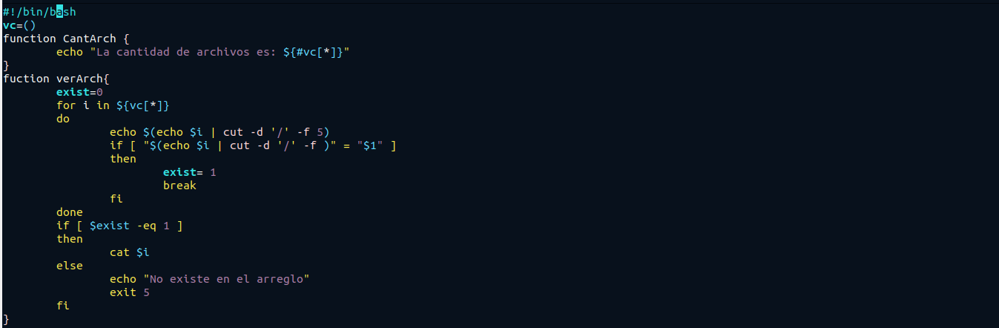 #!/bin/bash
vc=()
function CantArch {
        echo "La cantidad de archivos es: ${#vc[*]}"
}
fuction verArch{
        exist=0
        for i in ${vc[*]}
        do
                echo $(echo $i | cut -d '/' -f 5)
                if [ "$(echo $i | cut -d '/' -f )" = "$1" ]
                then
                        exist= 1
                        break
                fi
        done
        if [ $exist -eq 1 ]
        then
                cat $i
        else
                echo "No existe en el arreglo"
                exit 5
        fi
}